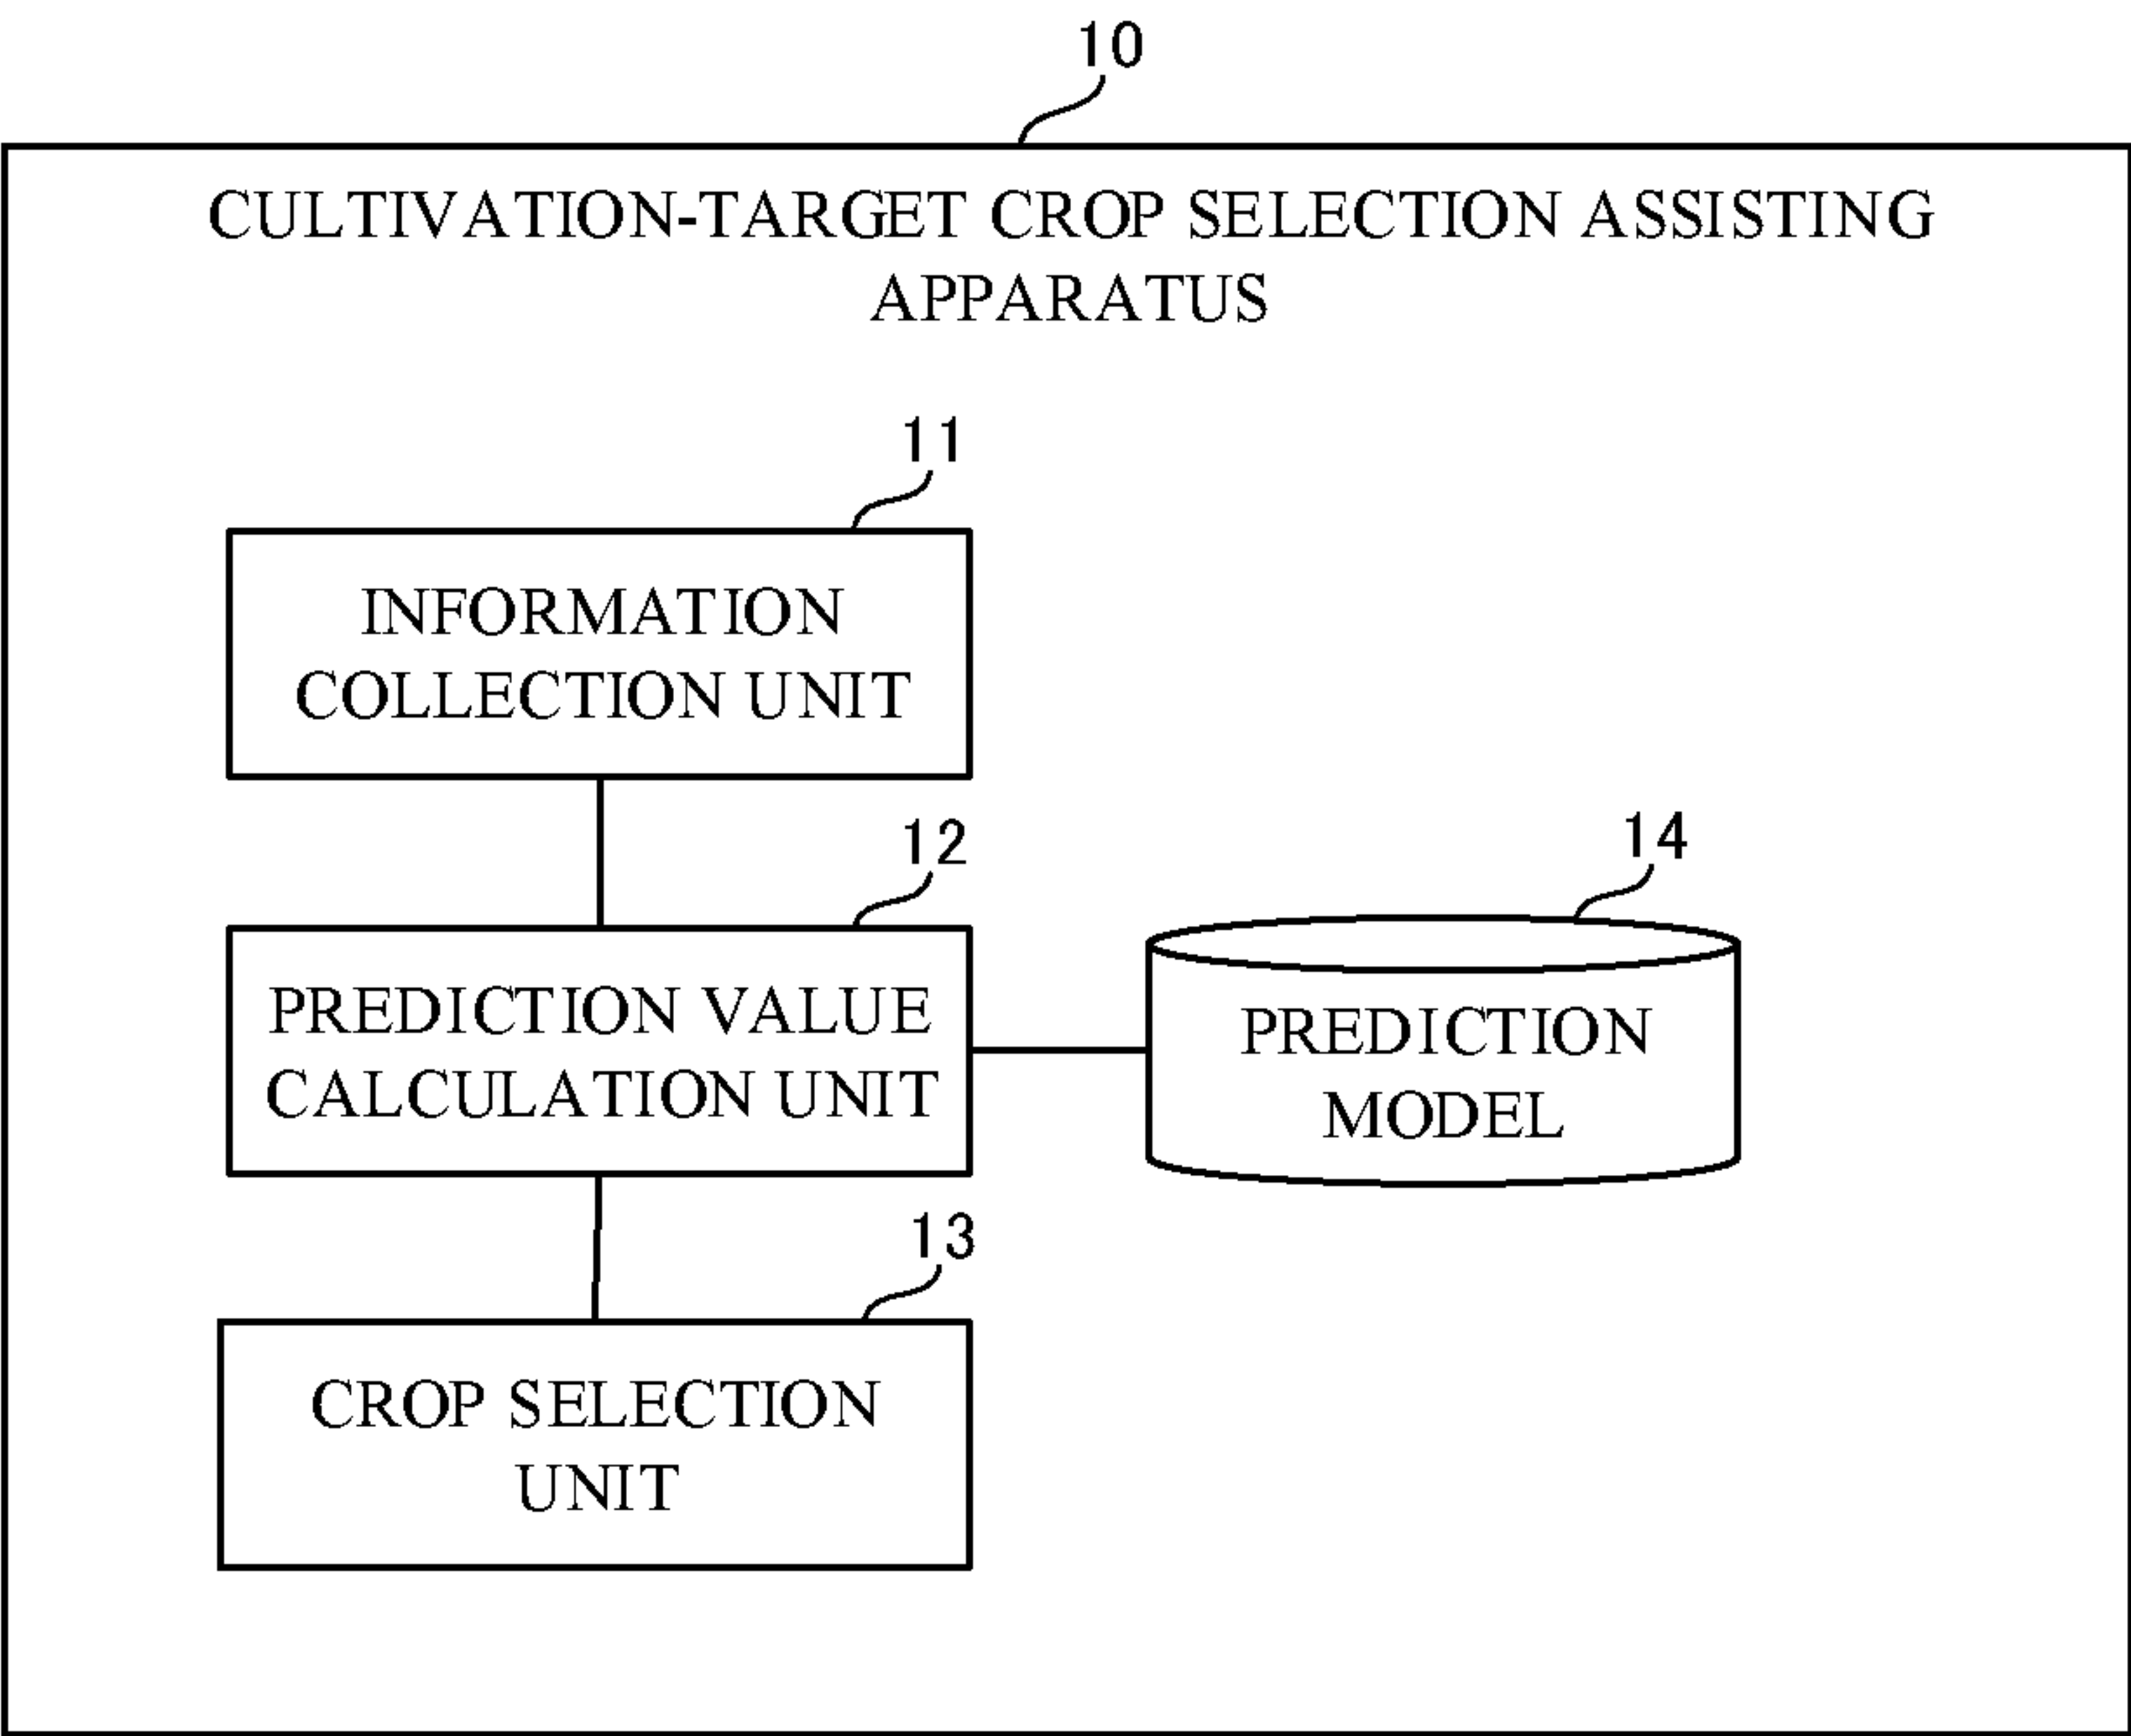 10
CULTIVATION-TARGET CROP SELECTION ASSISTING
APPARATUS
11
INFORMATION
COLLECTION UNIT
12
PREDICTION VALUE
CALCULATION UNIT
14
PREDICTION
MODEL
13
CROP SELECTION
UNIT